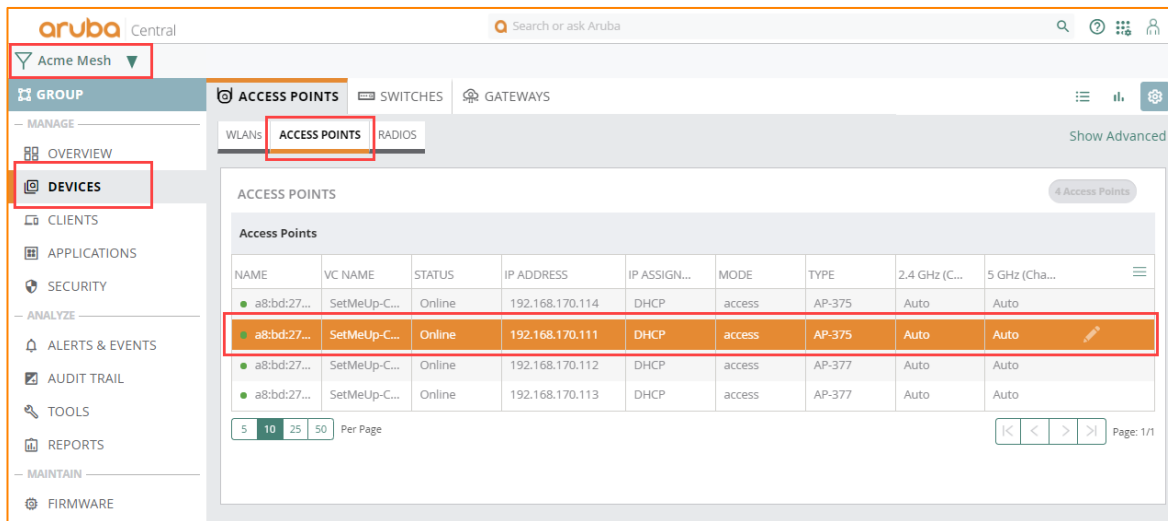 aruba Central
Search or ask Aruba
Acme Mesh
GROUP
ACCESS POINTS SWITCHES GATEWAYS
MANAGE
WLANs ACCESS POINTS RADIOS
Show Advanced
OVERVIEW
DEVICES
CLIENTS
APPLICATIONS
SECURITY
ANALYZE
ALERTS & EVENTS
AUDIT TRAIL
TOOLS
REPORTS
MAINTAIN
FIRMWARE
ACCESS POINTS
4 Access Points
Access Points
NAME VC NAME STATUS IP ADDRESS IP ASSIGN... MODE TYPE 2.4 GHz (C... 5 GHz (Cha...
a8:bd:27... SetMeUp-C... Online 192.168.170.114 DHCP access AP-375 Auto Auto
a8:bd:27... SetMeUp-C... Online 192.168.170.111 DHCP access AP-375 Auto Auto
a8:bd:27... SetMeUp-C... Online 192.168.170.112 DHCP access AP-377 Auto Auto
a8:bd:27... SetMeUp-C... Online 192.168.170.113 DHCP access AP-377 Auto Auto
5 10 25 50 Per Page
Page: 1/1